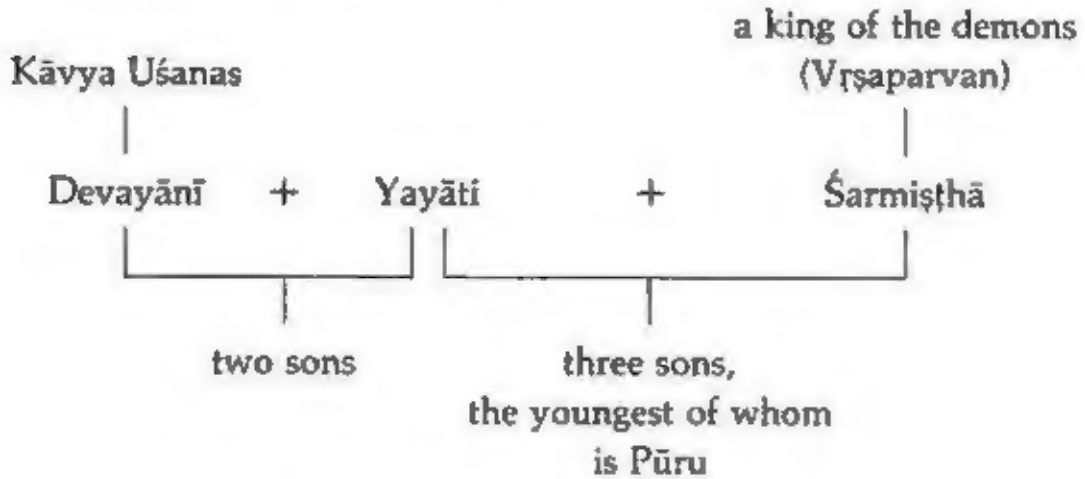 a king of the demons
Kāvya Uśanas
(Vṛṣaparvan)
Devayānī + Yayāti + Śarmiṣṭhā
two sons
three sons,
the youngest of whom
is Pūru